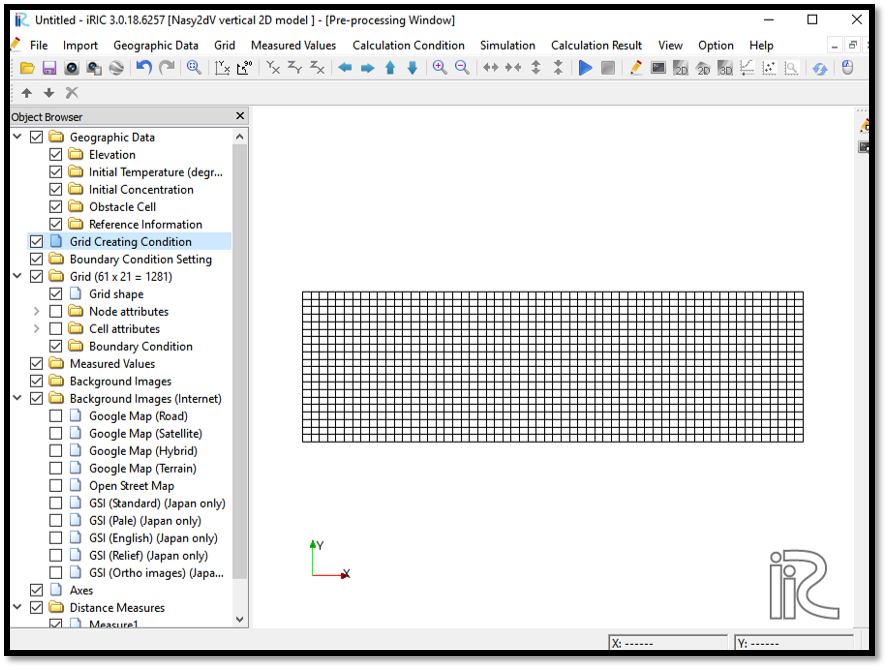 Untitled - iRIC 3.0.18.6257 [Nasy2dV vertical 2D model ] - [Pre-processing Window]
File Import Geographic Data Grid Measured Values Calculation Condition Simulation Calculation Result View Option Help
Object Browser
Geographic Data
Elevation
Initial Temperature (degr...
Initial Concentration
Obstacle Cell
Reference Information
Grid Creating Condition
Boundary Condition Setting
Grid (61 x 21 = 1281)
Grid shape
Node attributes
Cell attributes
Boundary Condition
Measured Values
Background Images
Background Images (Internet)
Google Map (Road)
Google Map (Satellite)
Google Map (Hybrid)
Google Map (Terrain)
Open Street Map
GSI (Standard) (Japan only)
GSI (Pale) (Japan only)
GSI (English) (Japan only)
GSI (Relief) (Japan only)
GSI (Ortho images) (Japa...
Axes
Distance Measures
Measure1
Y
X
X: ------ Y: ------